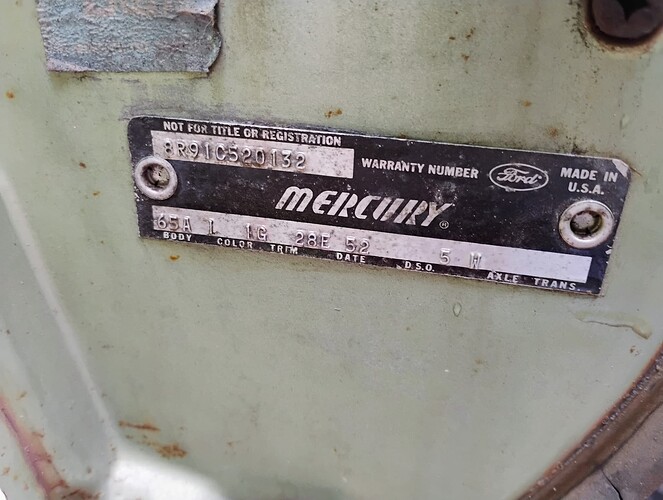 NOT FOR TITLE OR REGISTRATION
8R91C520132 WARRANTY NUMBER Ford MADE IN U.S.A.
MERCURY®
65A L 1G 28E 52 5 W
BODY COLOR TRIM DATE D.S.O. AXLE TRANS.